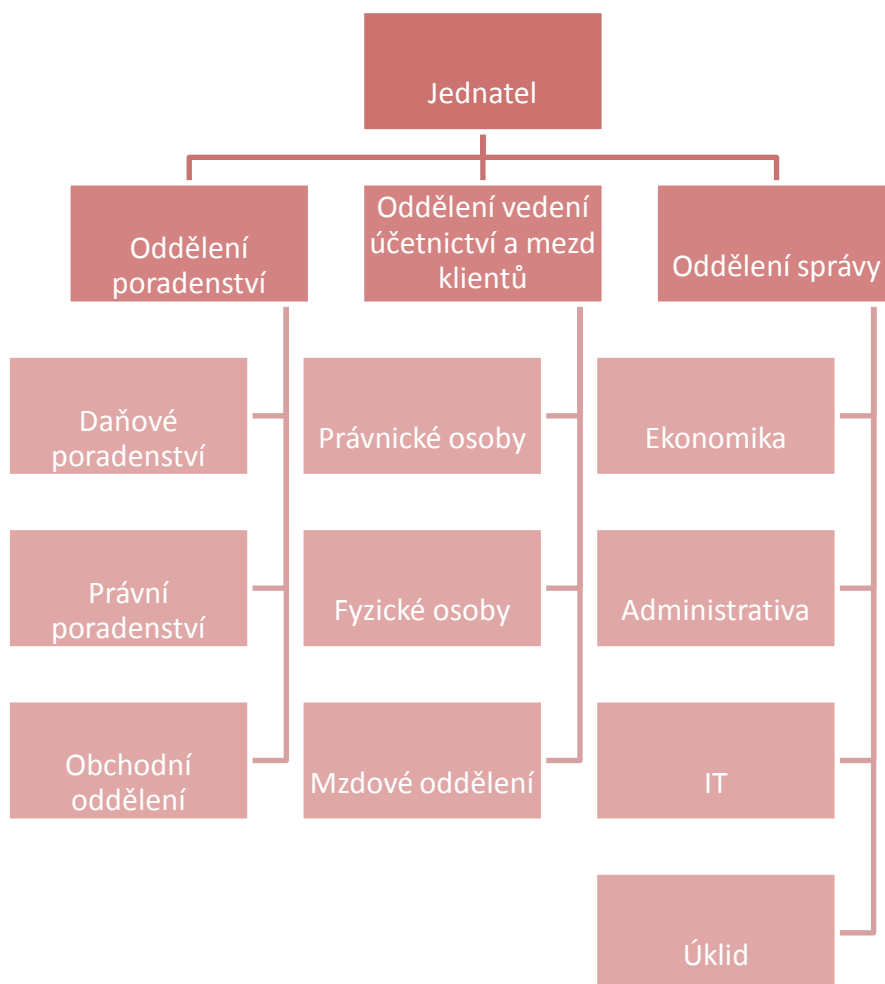 Jednatel
Oddělení
poradenství
Oddělení vedení
účetnictví a mezd
klientů
Oddělení správy
Daňové
poradenství
Právnické osoby
Ekonomika
Právní
poradenství
Fyzické osoby
Administrativa
Obchodní
oddělení
Mzdové oddělení
IT
Úklid